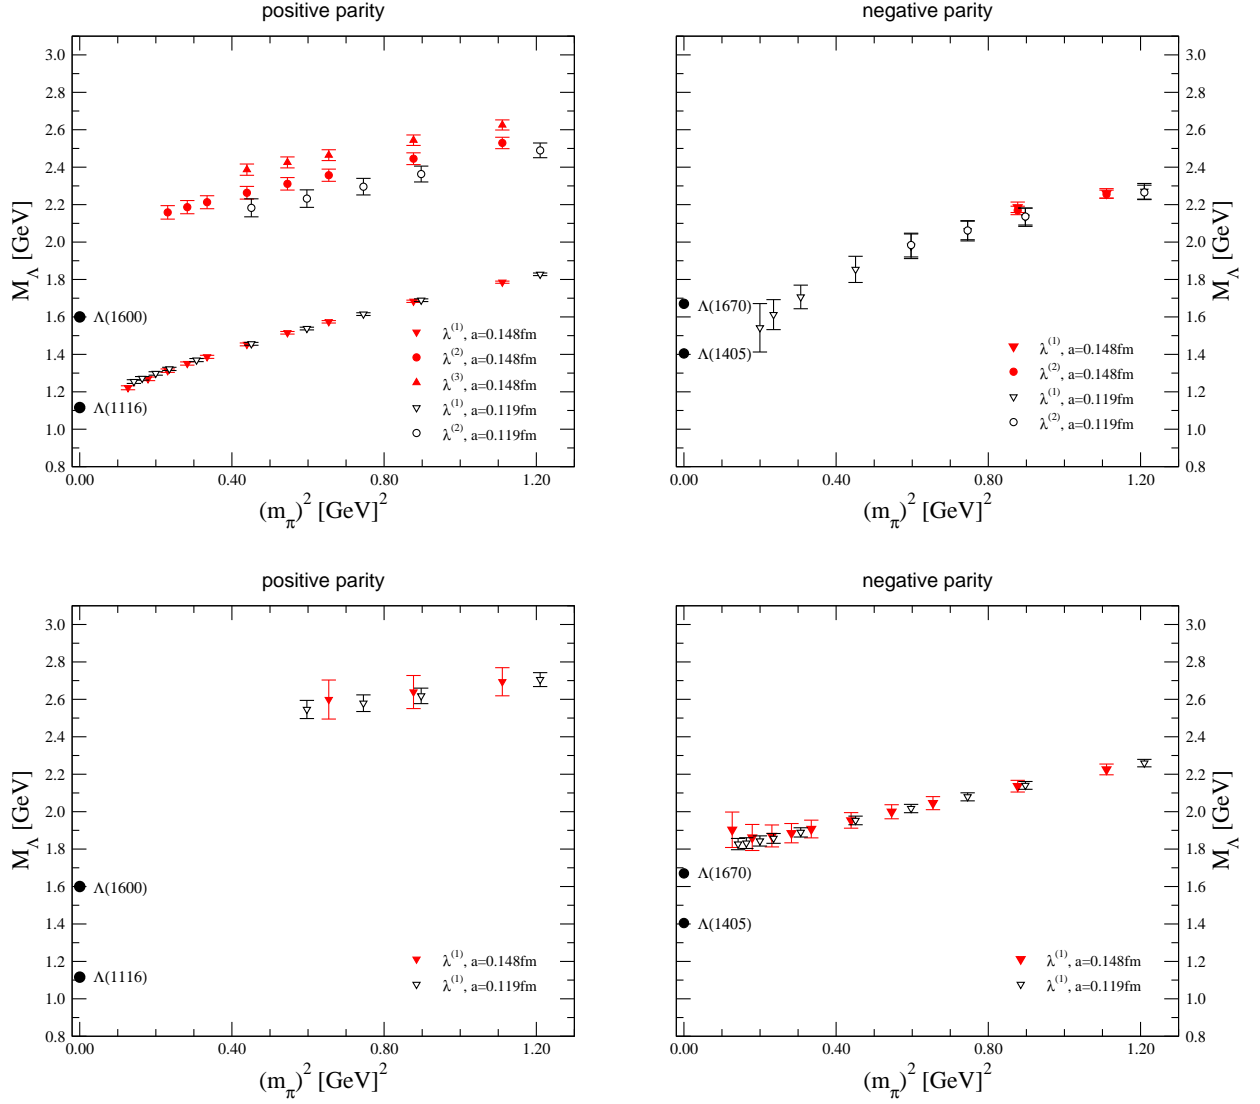 positive parity
3.0
2.8
2.6
2.4
2.2
2.0
1.8
1.6
1.4
1.2
1.0
0.8
M_Λ [GeV]
Λ(1600)
Λ(1116)
λ^(1), a=0.148fm
λ^(2), a=0.148fm
λ^(3), a=0.148fm
λ^(1), a=0.119fm
λ^(2), a=0.119fm
0.00 0.40 0.80 1.20
(m_π)^2 [GeV]^2
negative parity
3.0
2.8
2.6
2.4
2.2
2.0
1.8
1.6
1.4
1.2
1.0
0.8
M_Λ [GeV]
Λ(1670)
Λ(1405)
λ^(1), a=0.148fm
λ^(2), a=0.148fm
λ^(1), a=0.119fm
λ^(2), a=0.119fm
0.00 0.40 0.80 1.20
(m_π)^2 [GeV]^2
positive parity
3.0
2.8
2.6
2.4
2.2
2.0
1.8
1.6
1.4
1.2
1.0
0.8
M_Λ [GeV]
Λ(1600)
Λ(1116)
λ^(1), a=0.148fm
λ^(1), a=0.119fm
0.00 0.40 0.80 1.20
(m_π)^2 [GeV]^2
negative parity
3.0
2.8
2.6
2.4
2.2
2.0
1.8
1.6
1.4
1.2
1.0
0.8
M_Λ [GeV]
Λ(1670)
Λ(1405)
λ^(1), a=0.148fm
λ^(1), a=0.119fm
0.00 0.40 0.80 1.20
(m_π)^2 [GeV]^2